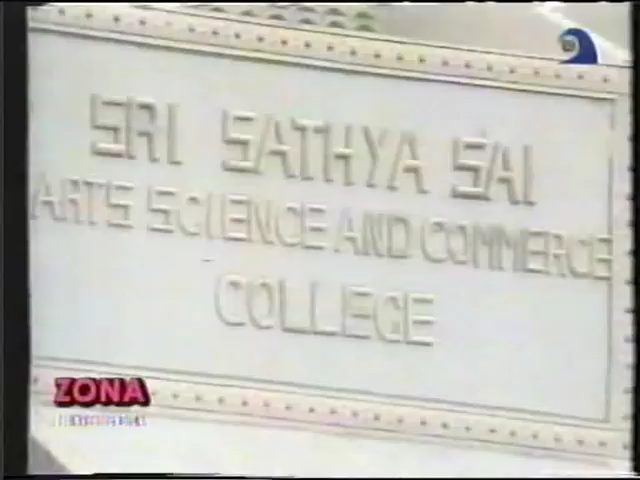 SRI SATHYA SAI
ARTS SCIENCE AND COMMERCE
COLLEGE
ZONA